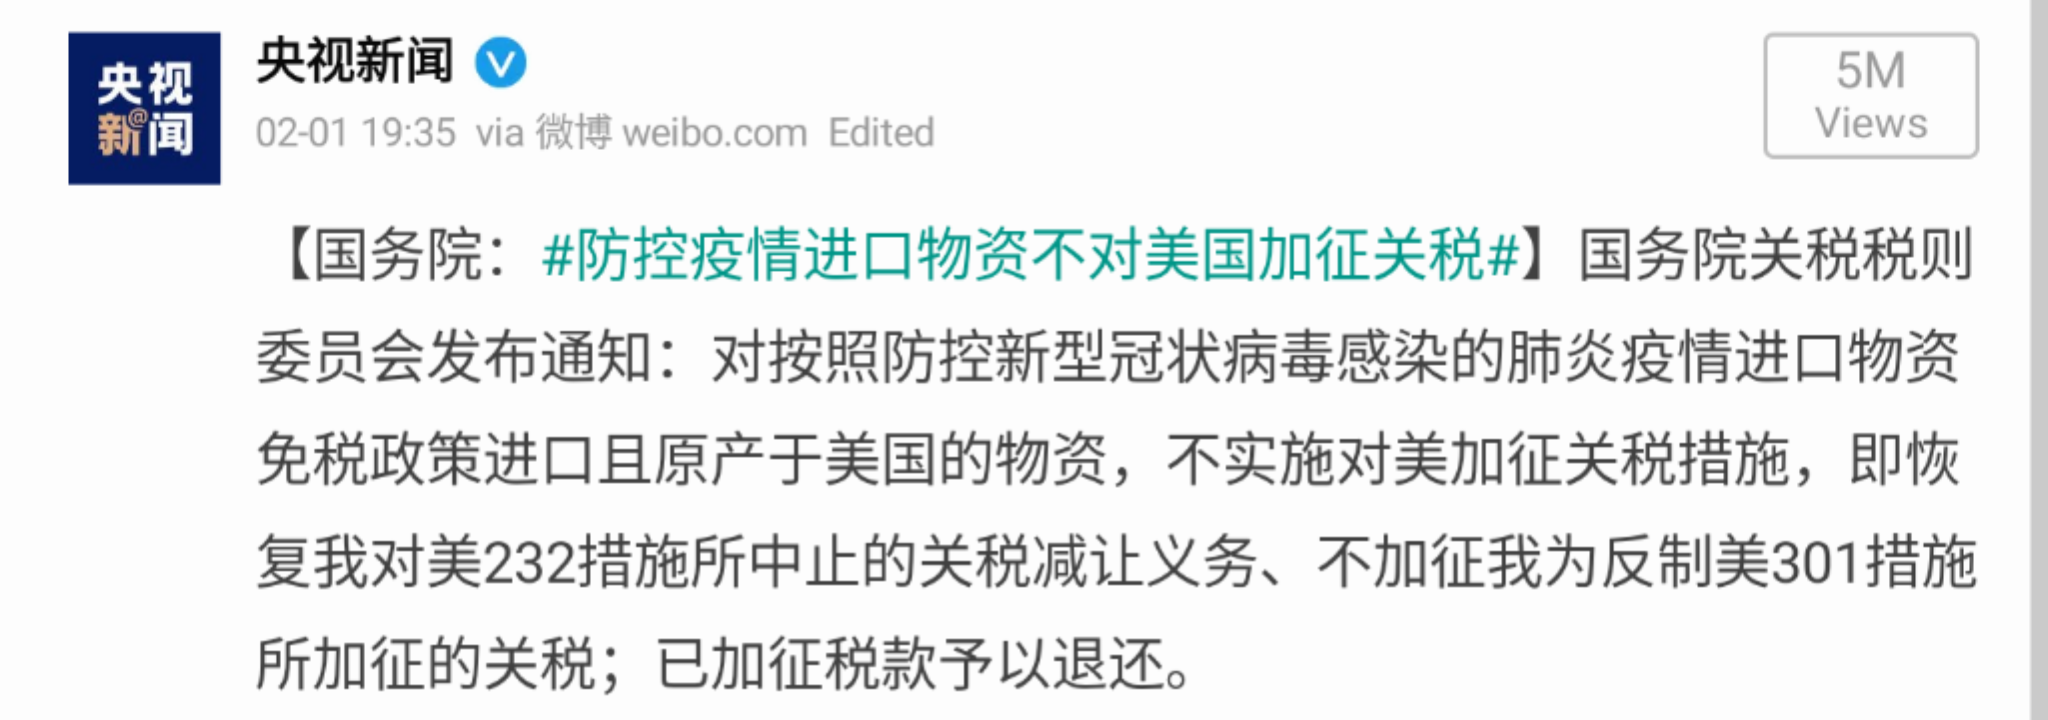 央视
新@闻
央视新闻
02-01 19:35 via 微博 weibo.com Edited
5M
Views
【国务院：#防控疫情进口物资不对美国加征关税#】国务院关税税则
委员会发布通知：对按照防控新型冠状病毒感染的肺炎疫情进口物资
免税政策进口且原产于美国的物资，不实施对美加征关税措施，即恢
复我对美232措施所中止的关税减让义务、不加征我为反制美301措施
所加征的关税；已加征税款予以退还。